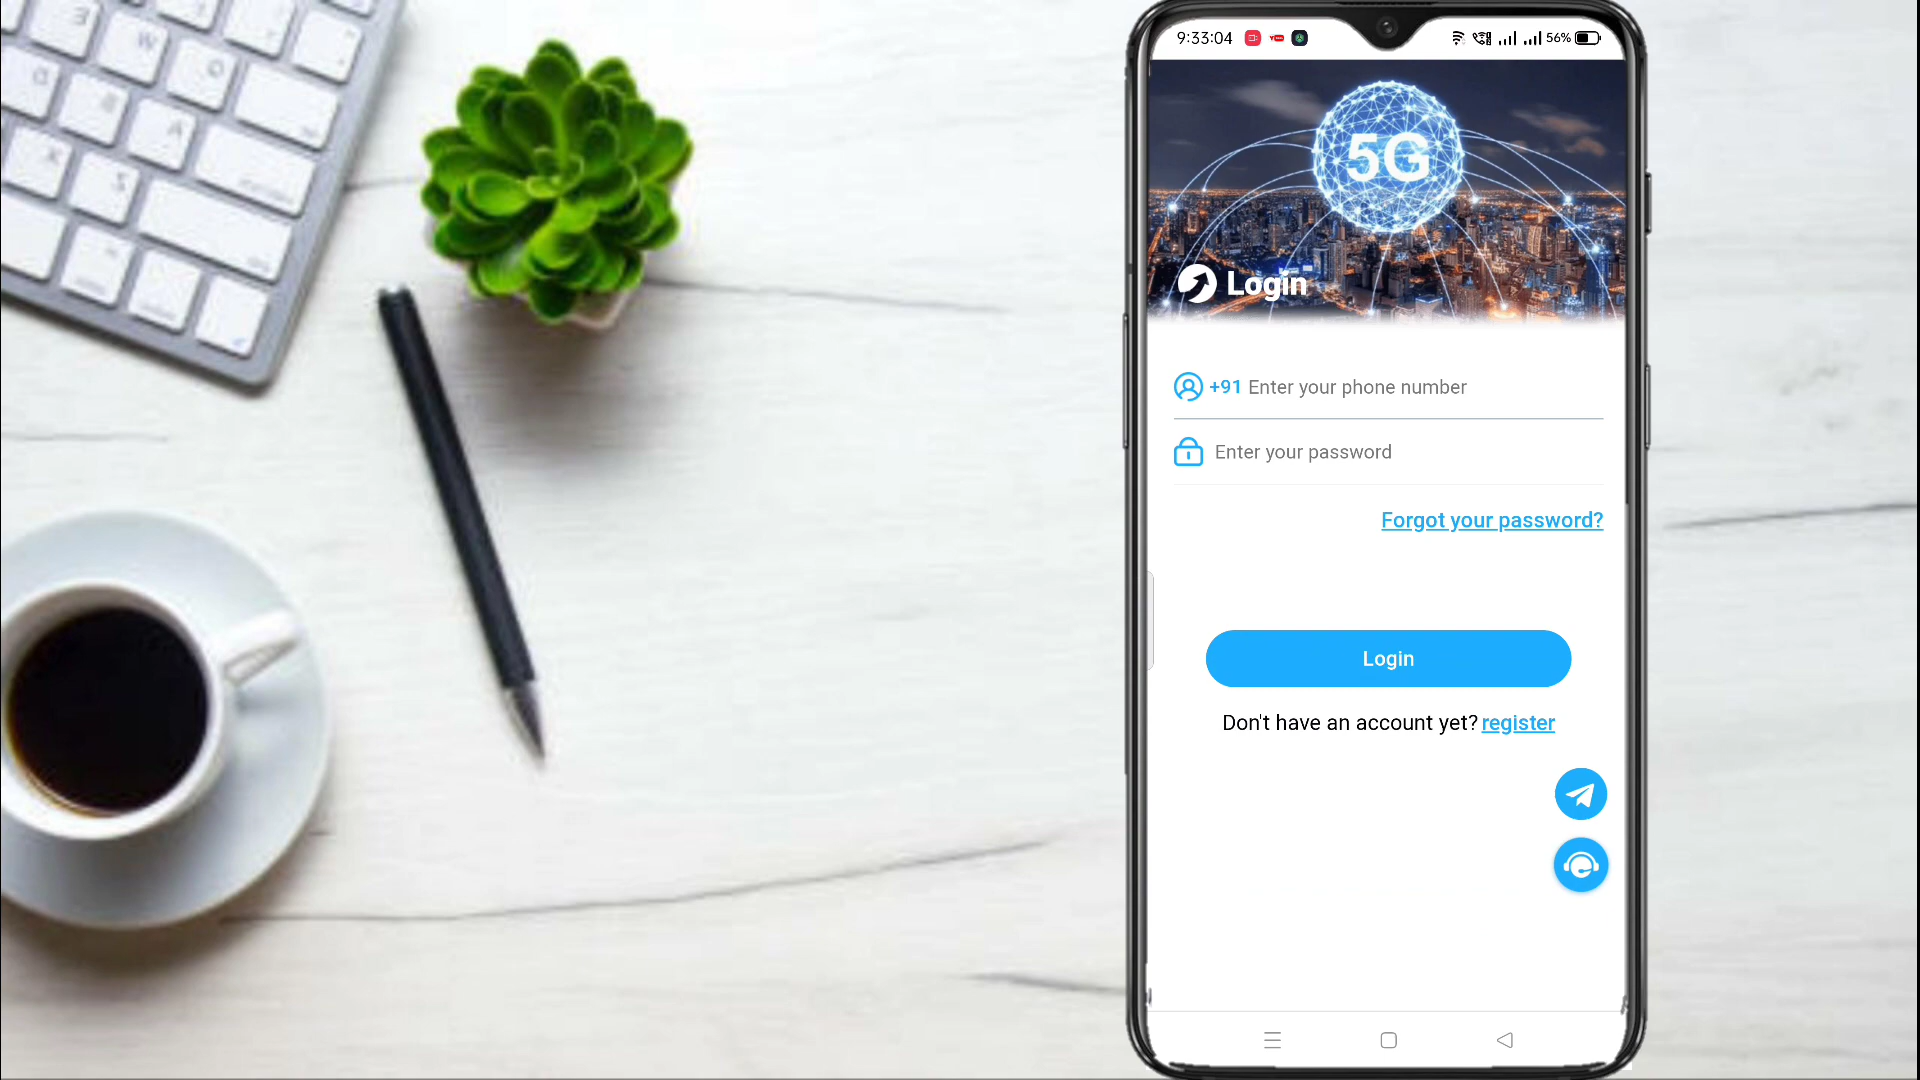 9:33:04
56%
5G
Login
+91 Enter your phone number
Enter your password
Forgot your password?
Login
Don't have an account yet? register